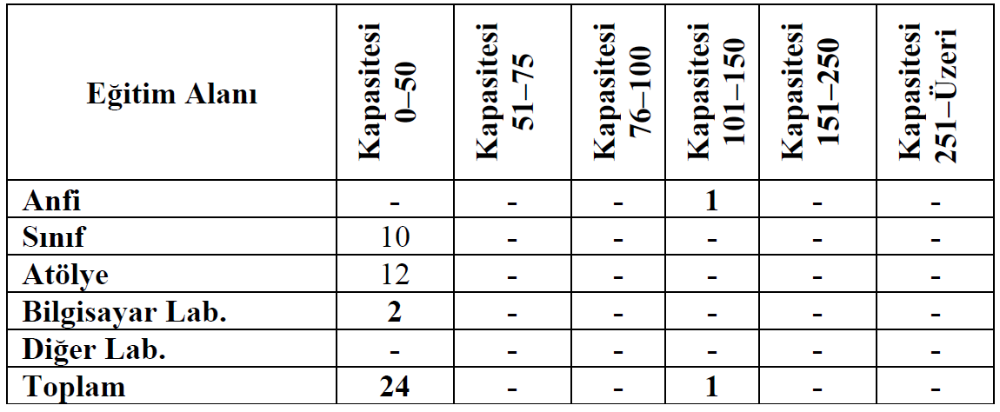 Eğitim Alanı Kapasitesi 0–50 Kapasitesi 51–75 Kapasitesi 76–100 Kapasitesi 101–150 Kapasitesi 151–250 Kapasitesi 251–Üzeri
Anfi - - - 1 - -
Sınıf 10 - - - - -
Atölye 12 - - - - -
Bilgisayar Lab. 2 - - - - -
Diğer Lab. - - - - - -
Toplam 24 - - 1 - -